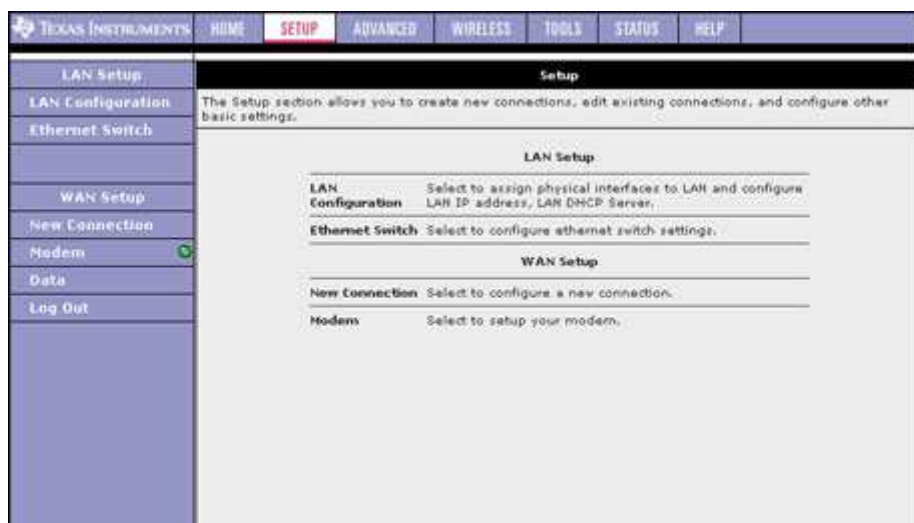 TEXAS INSTRUMENTS
HOME
SETUP
ADVANCED
WIRELESS
TOOLS
STATUS
HELP
LAN Setup
LAN Configuration
Ethernet Switch
WAN Setup
New Connection
Modem
Data
Log Out
Setup
The Setup section allows you to create new connections, edit existing connections, and configure other
basic settings.
LAN Setup
LAN Configuration
Select to assign physical interfaces to LAN and configure
LAN IP address, LAN DHCP Server.
Ethernet Switch Select to configure ethernet switch settings.
WAN Setup
New Connection Select to configure a new connection.
Modem Select to setup your modem.